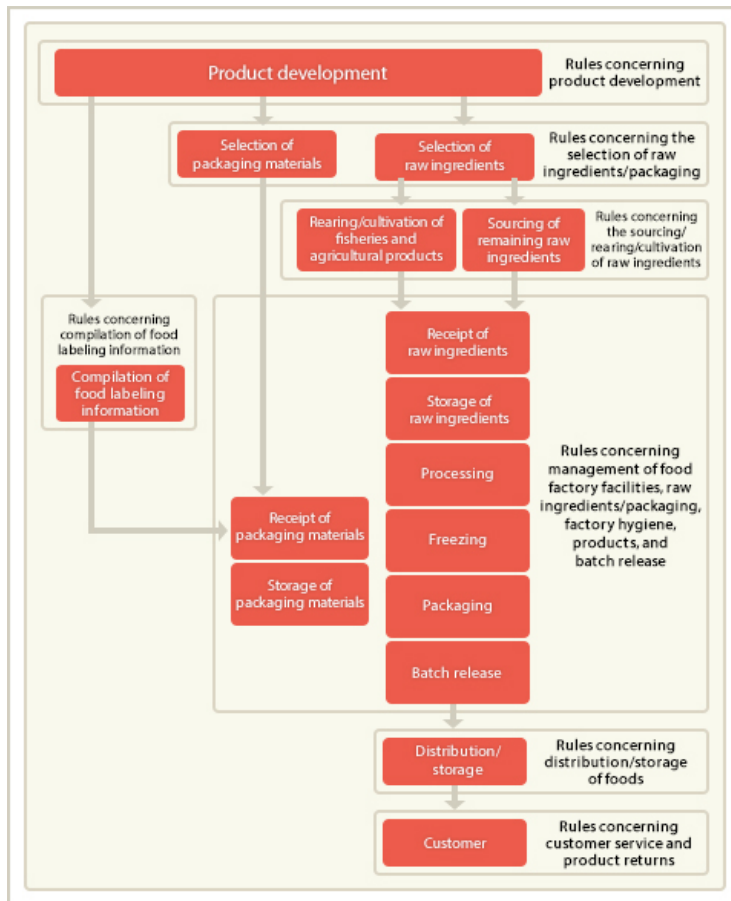 Product development
Rules concerning
product development
Selection of
packaging materials
Selection of
raw ingredients
Rules concerning the
selection of raw
ingredients/packaging
Rearing/cultivation of
fisheries and
agricultural products
Sourcing of
remaining raw
ingredients
Rules concerning
the sourcing/
rearing/cultivation
of raw ingredients
Rules concerning
compilation of food
labeling information
Compilation of
food labeling
information
Receipt of
raw ingredients
Storage of
raw ingredients
Processing
Freezing
Packaging
Batch release
Receipt of
packaging materials
Storage of
packaging materials
Rules concerning
management of food
factory facilities, raw
ingredients/packaging,
factory hygiene,
products, and
batch release
Distribution/
storage
Rules concerning
distribution/storage
of foods
Customer
Rules concerning
customer service and
product returns